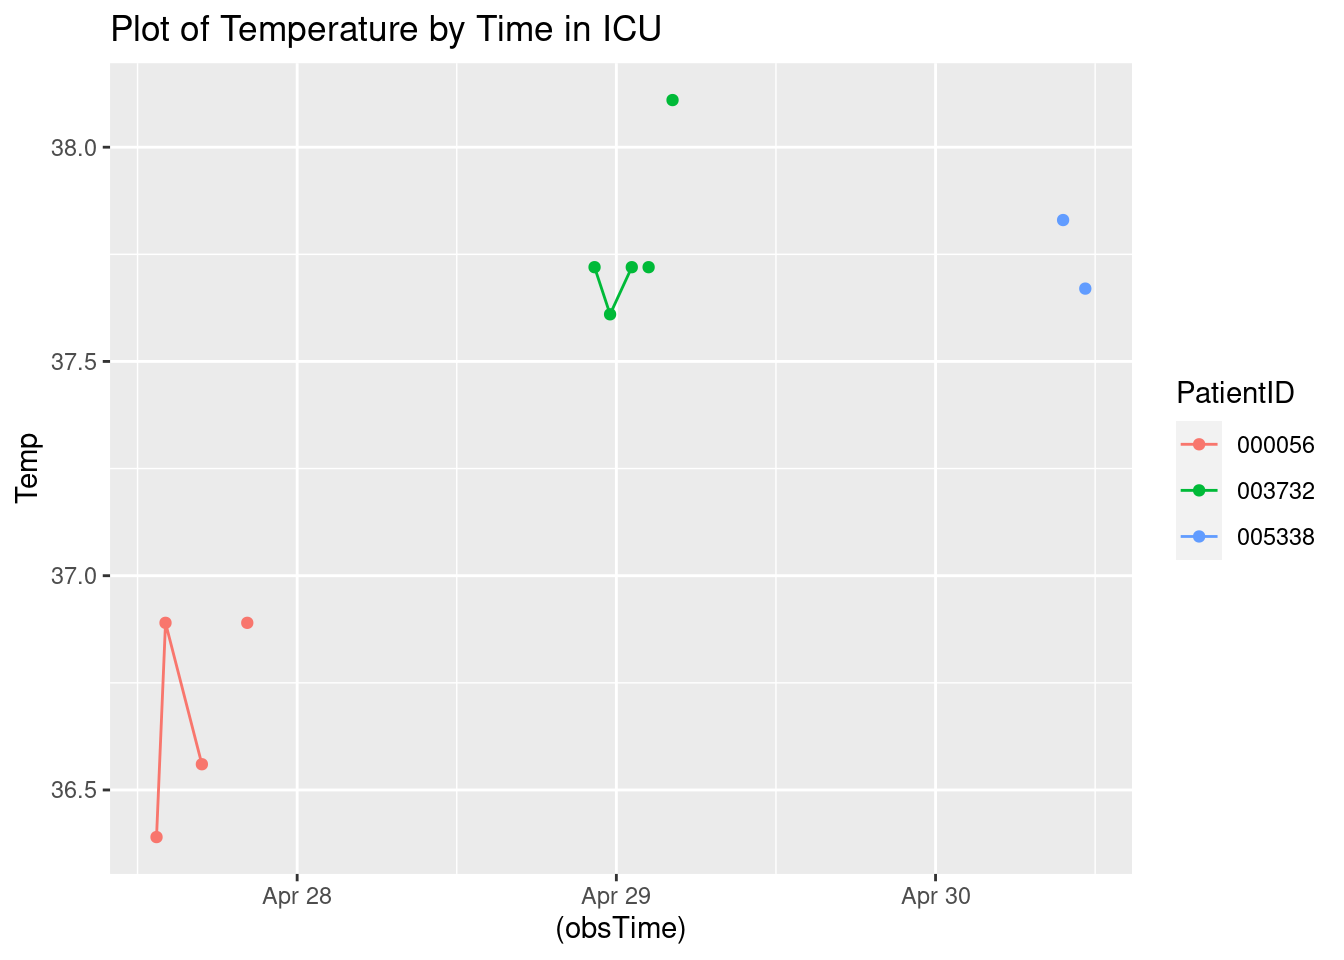 Plot of Temperature by Time in ICU
38.0
37.5
37.0
36.5
Temp
Apr 28
Apr 29
Apr 30
(obsTime)
PatientID
000056
003732
005338